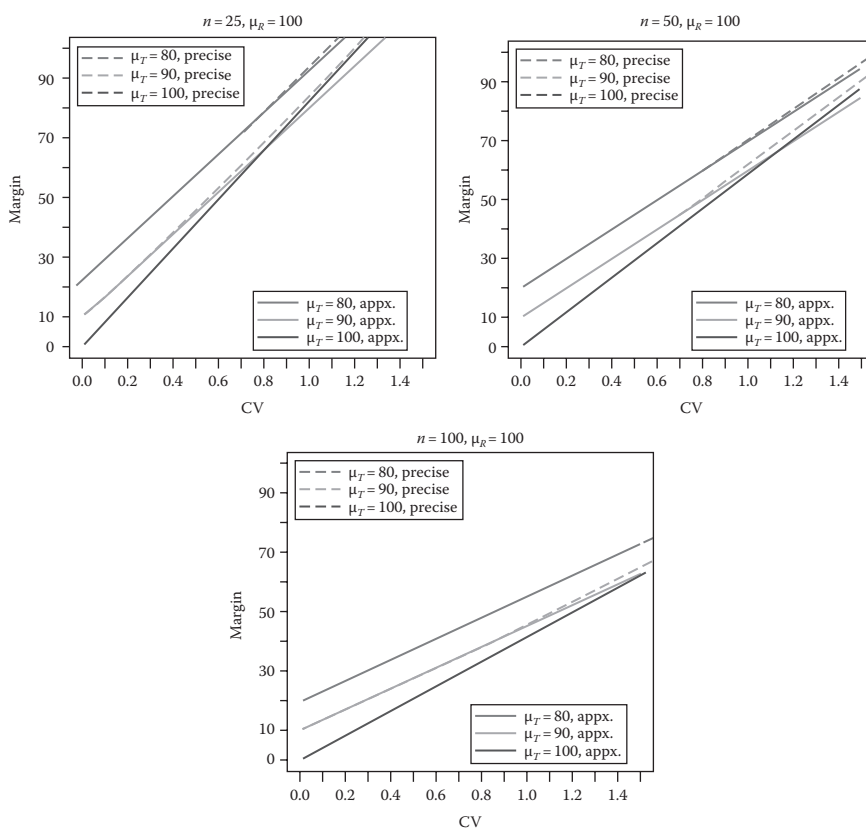 n = 25, μR = 100
μT = 80, precise
μT = 90, precise
μT = 100, precise
90
70
50
30
10
0
Margin
μT = 80, appx.
μT = 90, appx.
μT = 100, appx.
0.0 0.2 0.4 0.6 0.8 1.0 1.2 1.4
CV
n = 50, μR = 100
μT = 80, precise
μT = 90, precise
μT = 100, precise
90
70
50
30
10
0
Margin
μT = 80, appx.
μT = 90, appx.
μT = 100, appx.
0.0 0.2 0.4 0.6 0.8 1.0 1.2 1.4
CV
n = 100, μR = 100
μT = 80, precise
μT = 90, precise
μT = 100, precise
90
70
50
30
10
0
Margin
μT = 80, appx.
μT = 90, appx.
μT = 100, appx.
0.0 0.2 0.4 0.6 0.8 1.0 1.2 1.4
CV